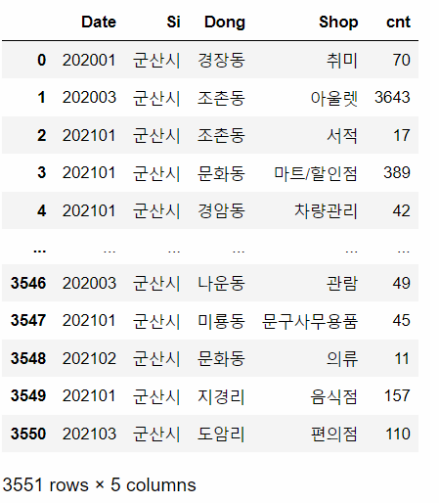 Date Si Dong Shop cnt
0 202001 군산시 경장동 취미 70
1 202003 군산시 조촌동 아울렛 3643
2 202101 군산시 조촌동 서적 17
3 202101 군산시 문화동 마트/할인점 389
4 202101 군산시 경암동 차량관리 42
... ... ... ... ... ...
3546 202003 군산시 나운동 관람 49
3547 202101 군산시 미룡동 문구사무용품 45
3548 202102 군산시 문화동 의류 11
3549 202101 군산시 지경리 음식점 157
3550 202103 군산시 도암리 편의점 110
3551 rows × 5 columns